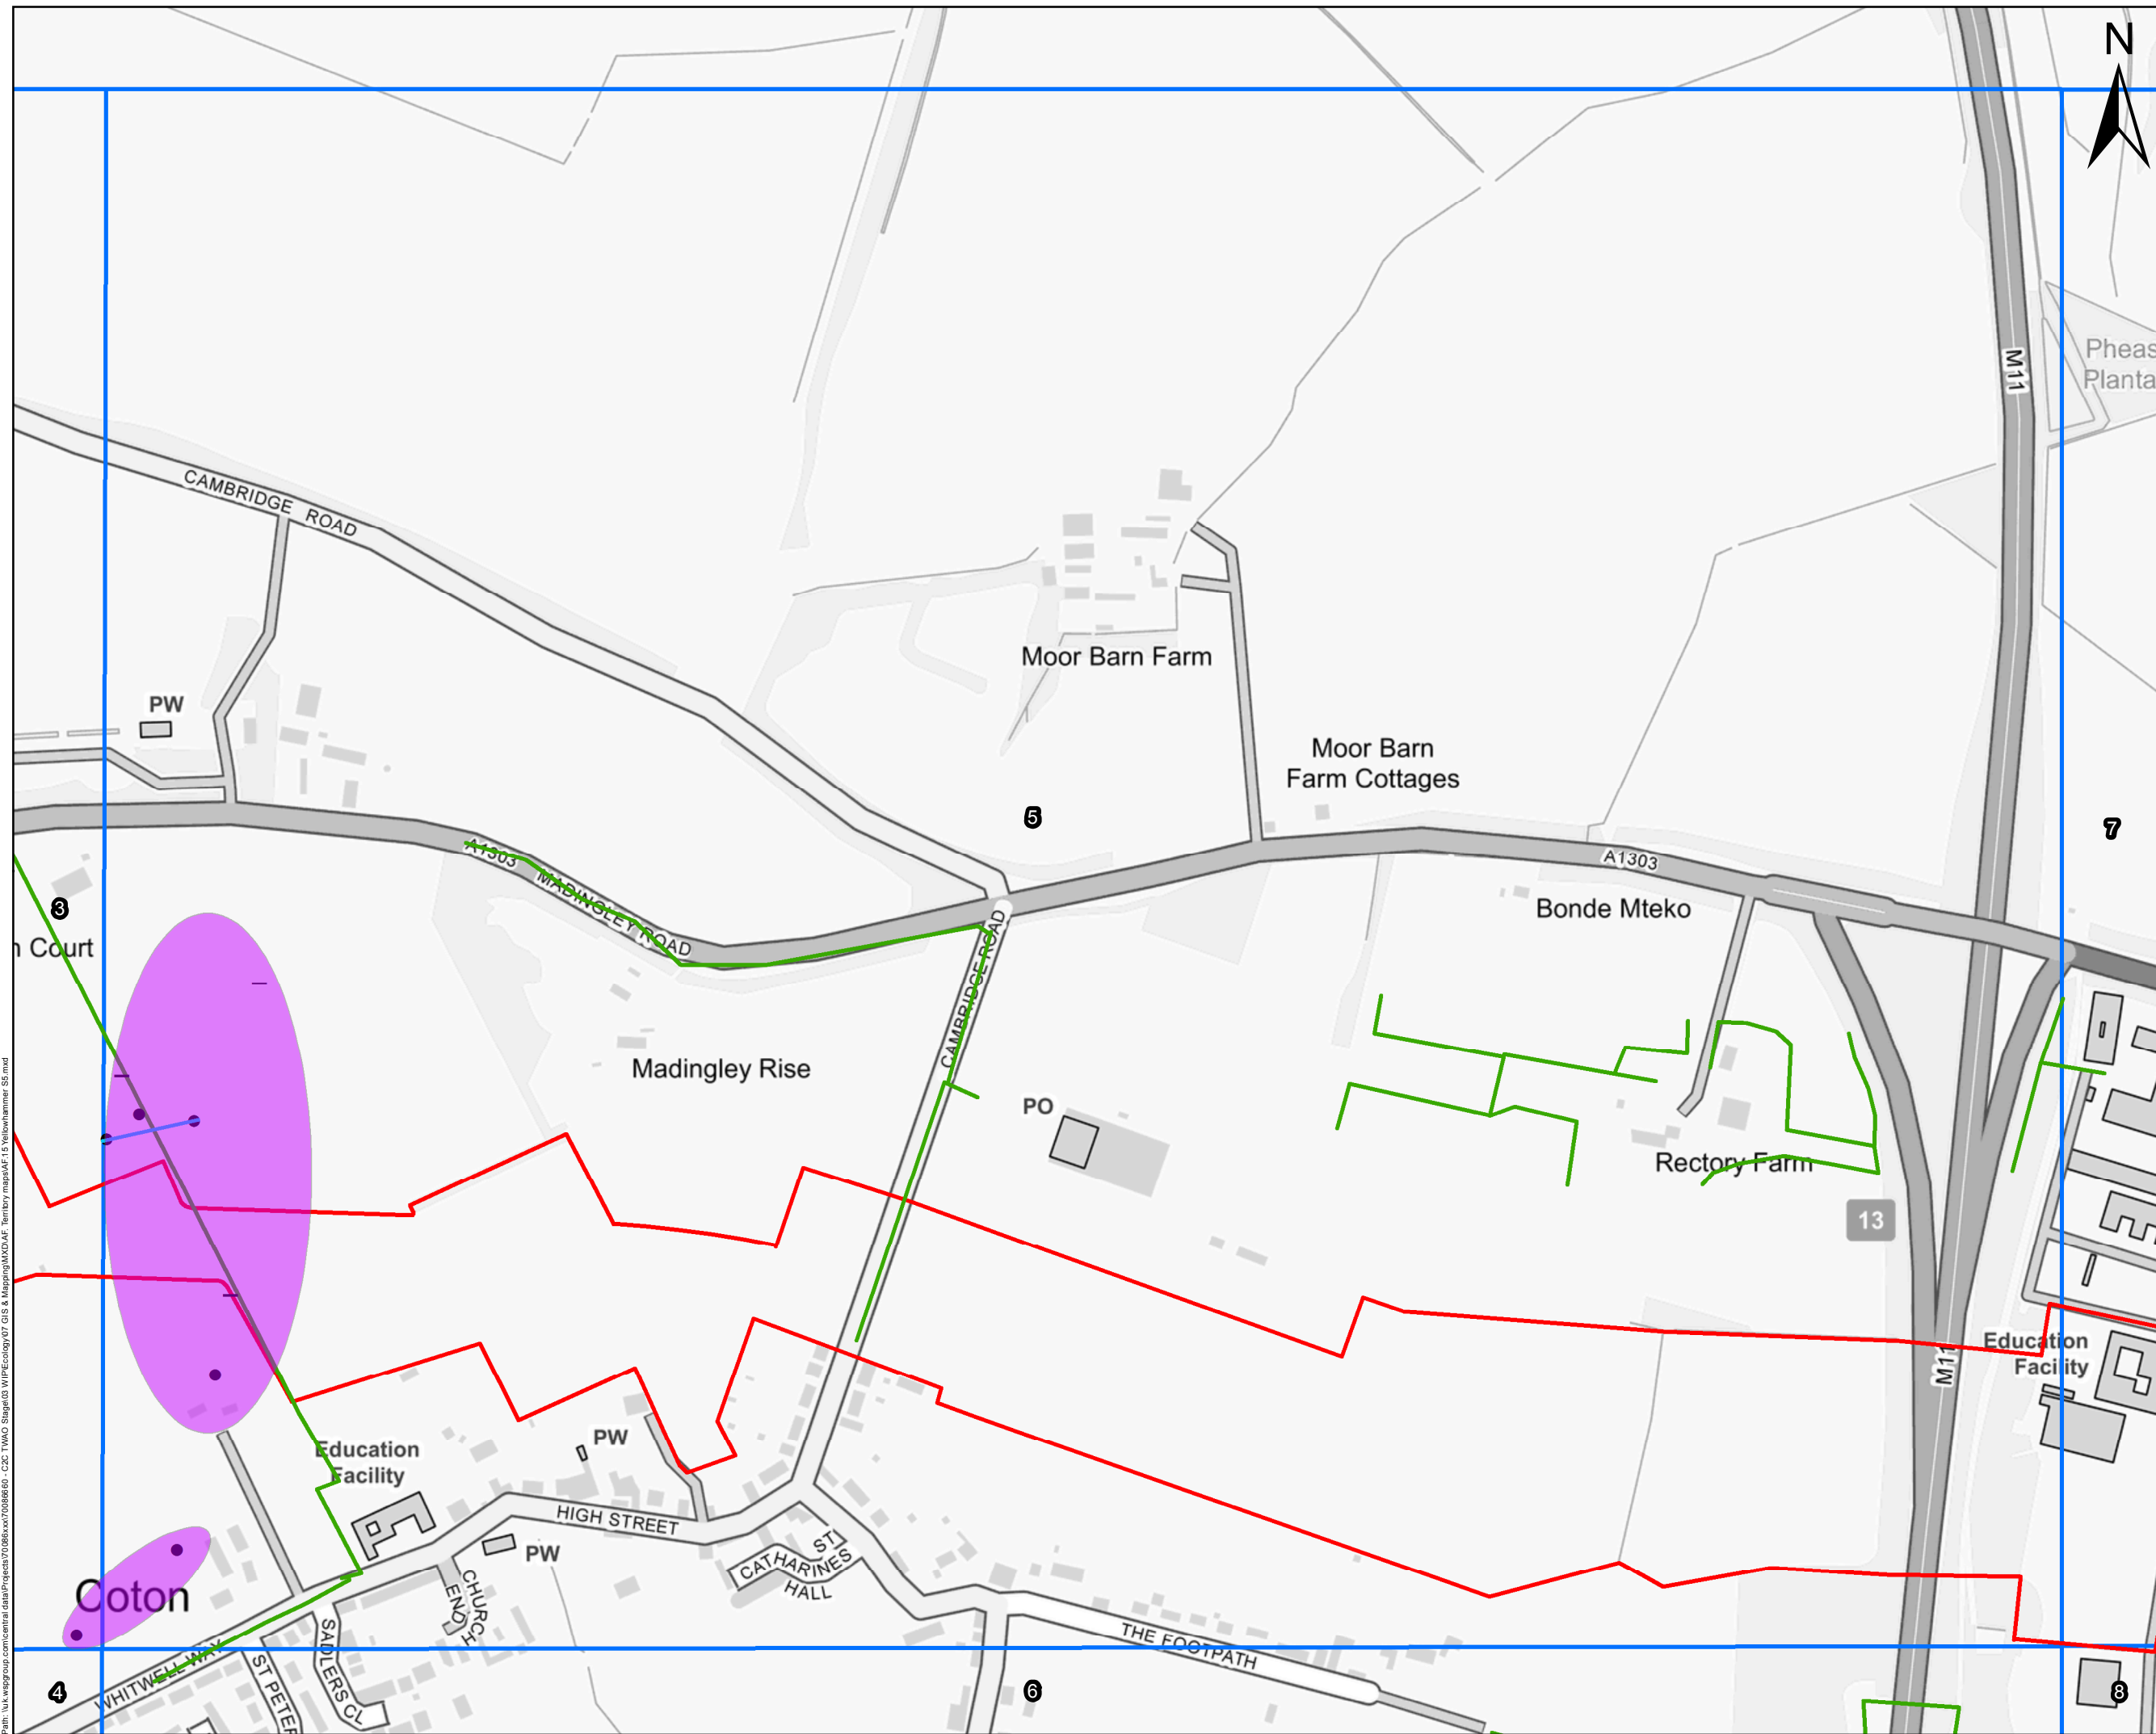 N
M11
Pheas
Planta
CAMBRIDGE ROAD
Moor Barn Farm
PW
Moor Barn
Farm Cottages
5
7
A1303
A1303
MADINGLEY ROAD
Bonde Mteko
3
n Court
CAMBRIDGE ROAD
Madingley Rise
PO
Rectory Farm
13
Education
Facility
M11
PW
Education
Facility
HIGH STREET
PW
ST
CATHARINES
HALL
Coton
CHURCH
END
SADLERS CL
THE FOOTPATH
WHITWELL WAY
ST PETER
4
6
8